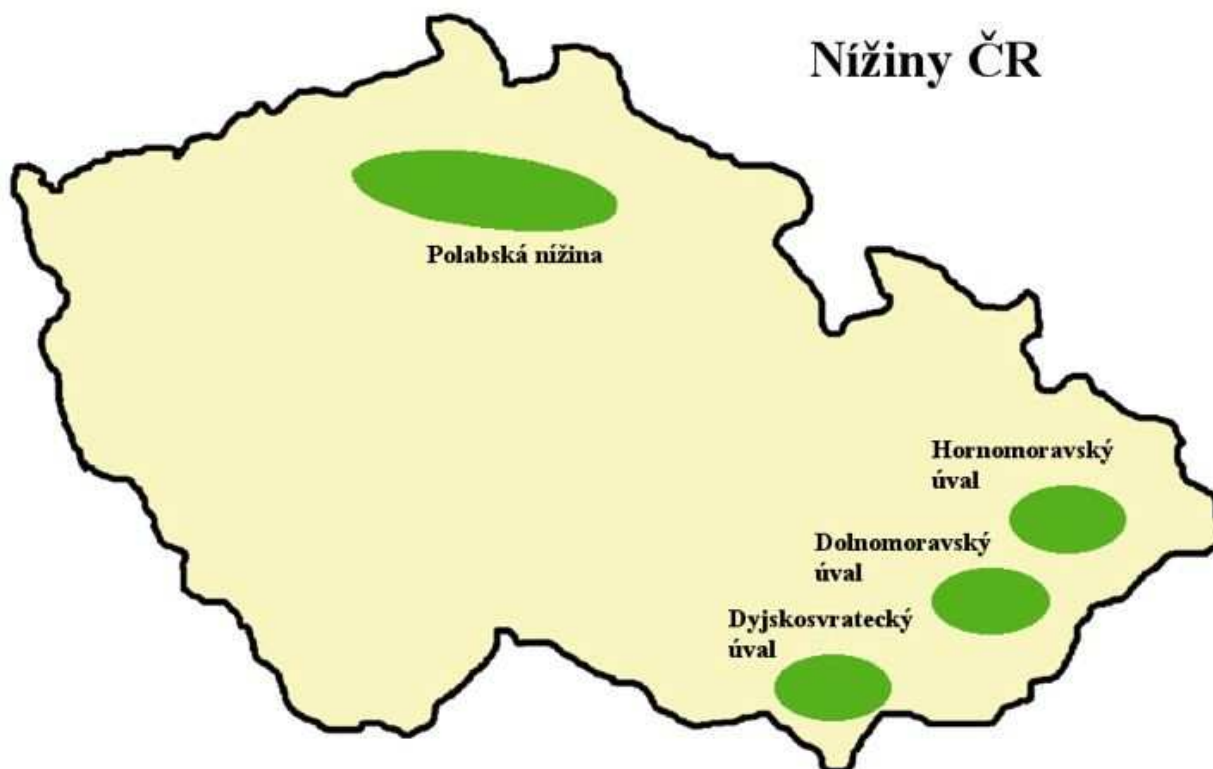 Nížiny ČR
Polabská nížina
Hornomoravský
úval
Dolnomoravský
úval
Dyjskosvratecký
úval